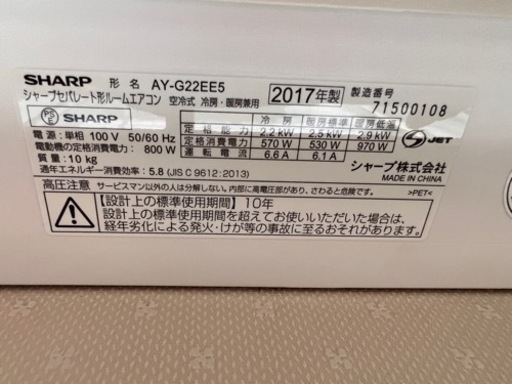 SHARP 形名 AY-G22EE5 2017年製 製造番号
シャープセパレート形ルームエアコン 空冷式 冷房・暖房兼用 71500108
PSE SHARP 冷房 暖房標準 暖房低温
電源:単相 100 V 50/60 Hz 定格能力 2.2 kW 2.5 kW 2.9 kW
電動機の定格消費電力: 800 W 定格消費電力 570 W 530 W 970 W
質量:10 kg 運転電流 6.6 A 6.1 A
JET
通年エネルギー消費効率:5.8 (JIS C 9612:2013) シャープ株式会社
MADE IN CHINA
高圧注意 サービスマン以外の方は分解しない。内部に高電圧部があり、さわると危険です。 >PET<
【設計上の標準使用期間】10年
設計上の標準使用期間を超えてお使いいただいた場合は、
経年劣化による発火・けが等の事故に至るおそれがあります。